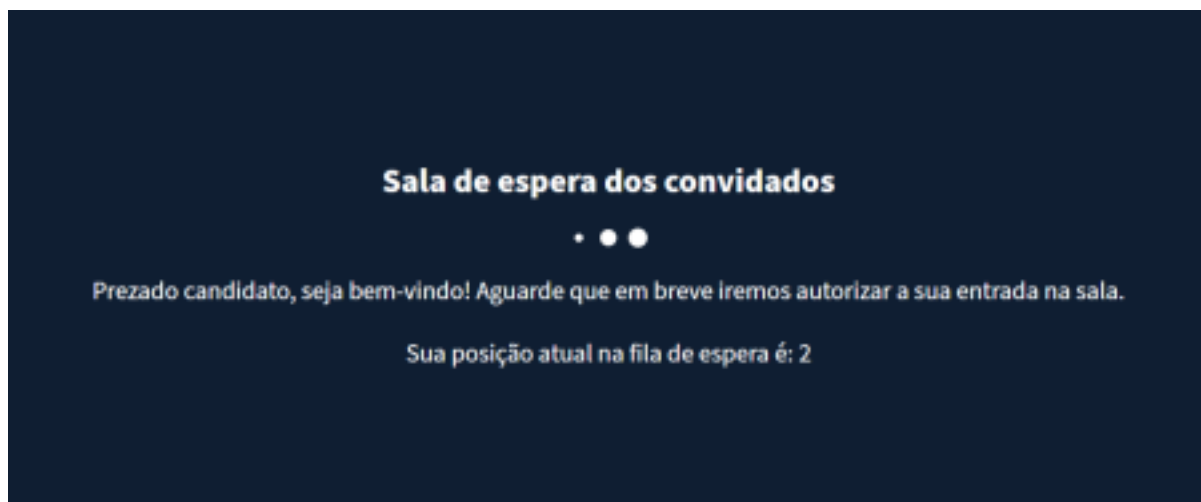 Sala de espera dos convidados
Prezado candidato, seja bem-vindo! Aguarde que em breve iremos autorizar a sua entrada na sala.
Sua posição atual na fila de espera é: 2